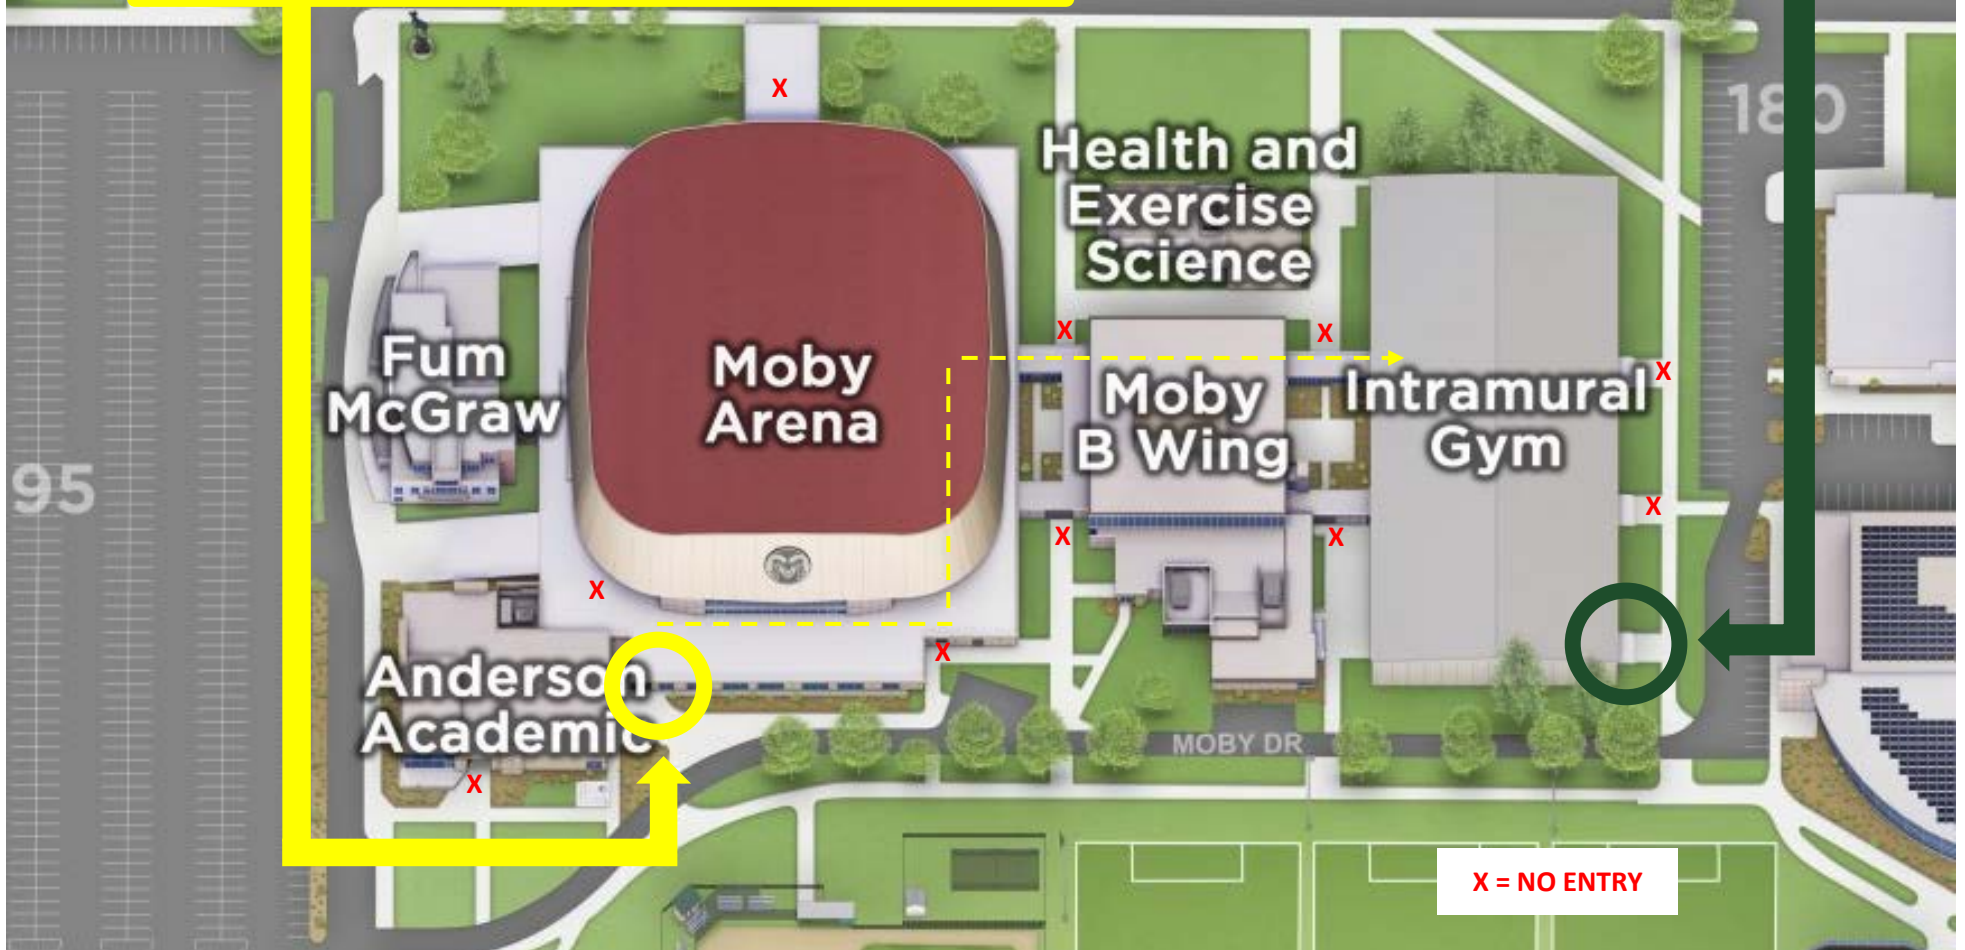 X
180
Health and
Exercise
Science
X
X
Fum
McGraw
Moby
Arena
Moby
B Wing
Intramural
Gym
X
95
X
X
X
X
X
Anderson
Academic
MOBY DR
X
X = NO ENTRY